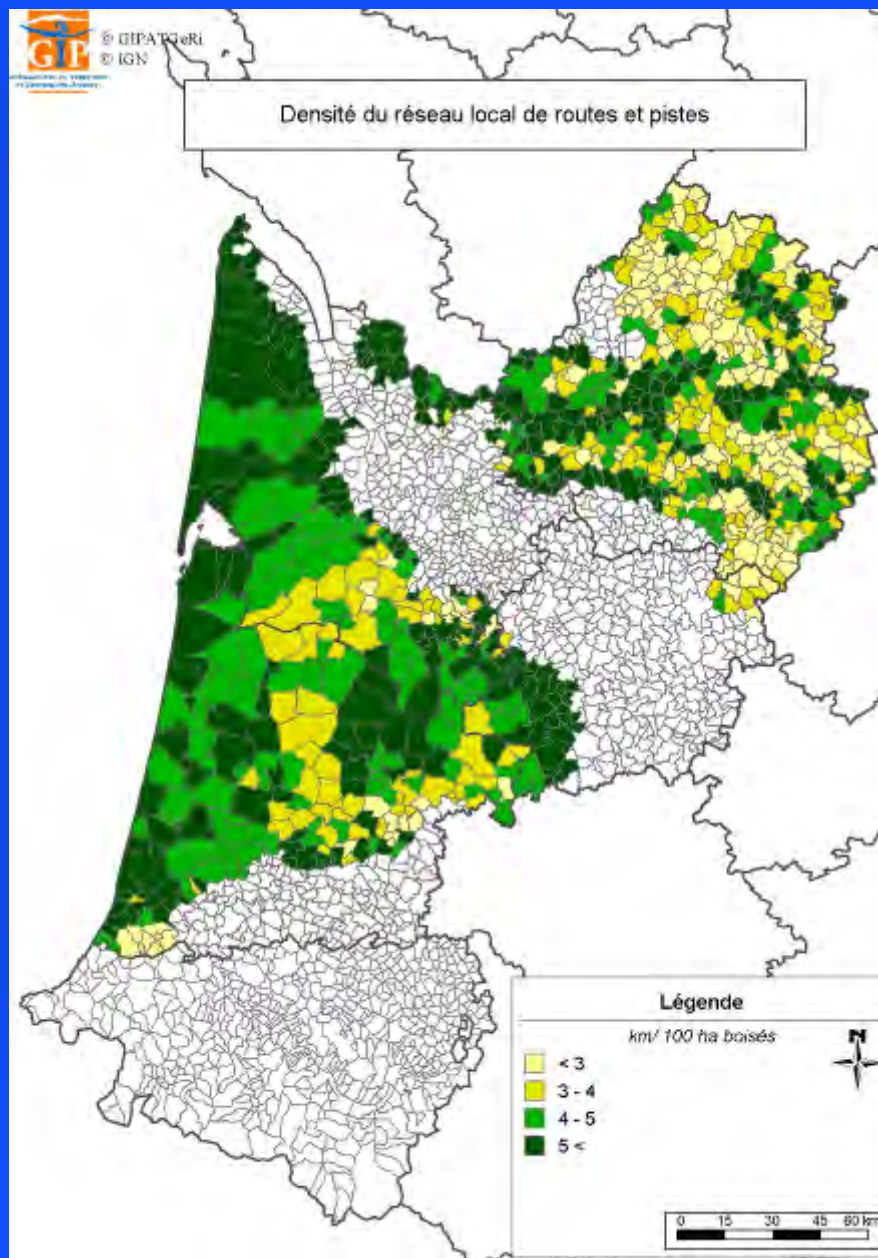 GIP
© GIPATGeRi
© IGN
Densité du réseau local de routes et pistes
Légende
km/ 100 ha boisés
N
< 3
3 - 4
4 - 5
5 <
0 15 30 45 60 km